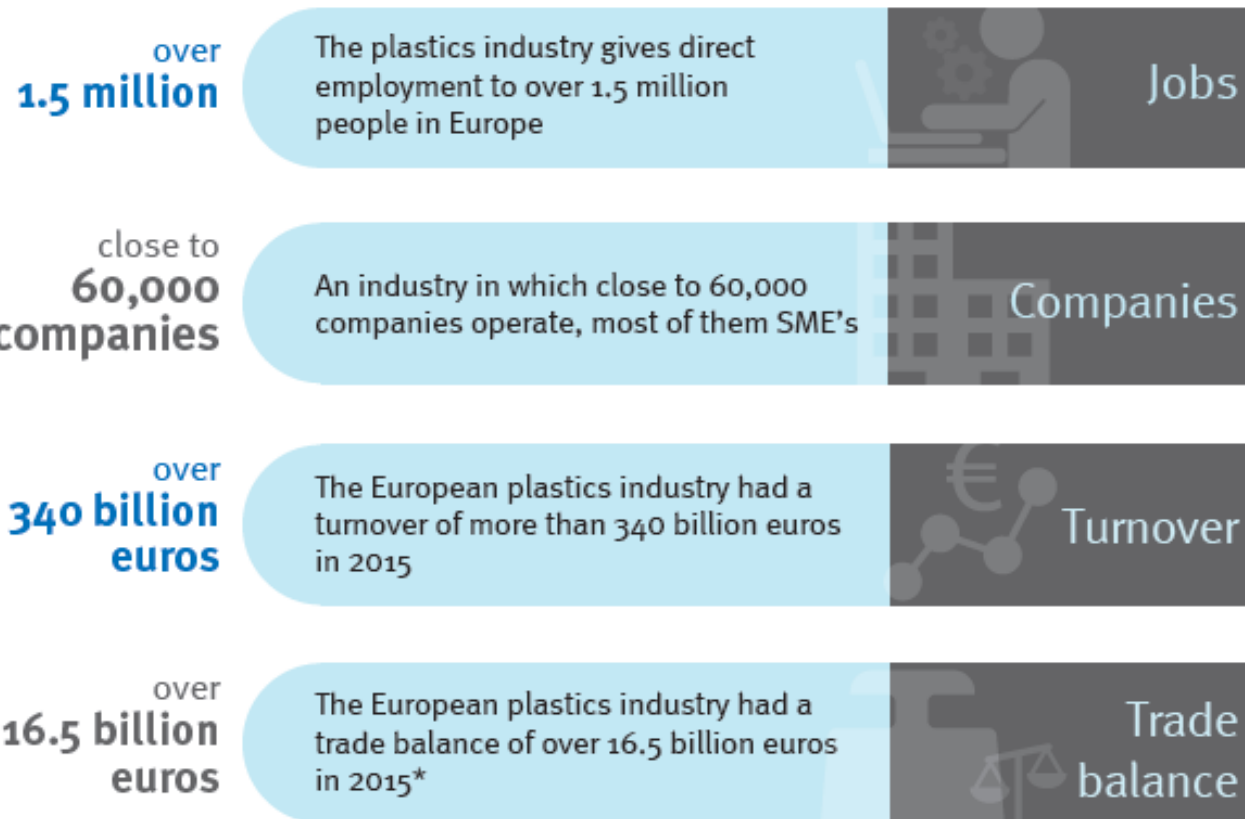 over
1.5 million
The plastics industry gives direct
employment to over 1.5 million
people in Europe
Jobs
close to
60,000
companies
An industry in which close to 60,000
companies operate, most of them SME's
Companies
over
340 billion
euros
The European plastics industry had a
turnover of more than 340 billion euros
in 2015
€
Turnover
over
16.5 billion
euros
The European plastics industry had a
trade balance of over 16.5 billion euros
in 2015*
Trade
balance